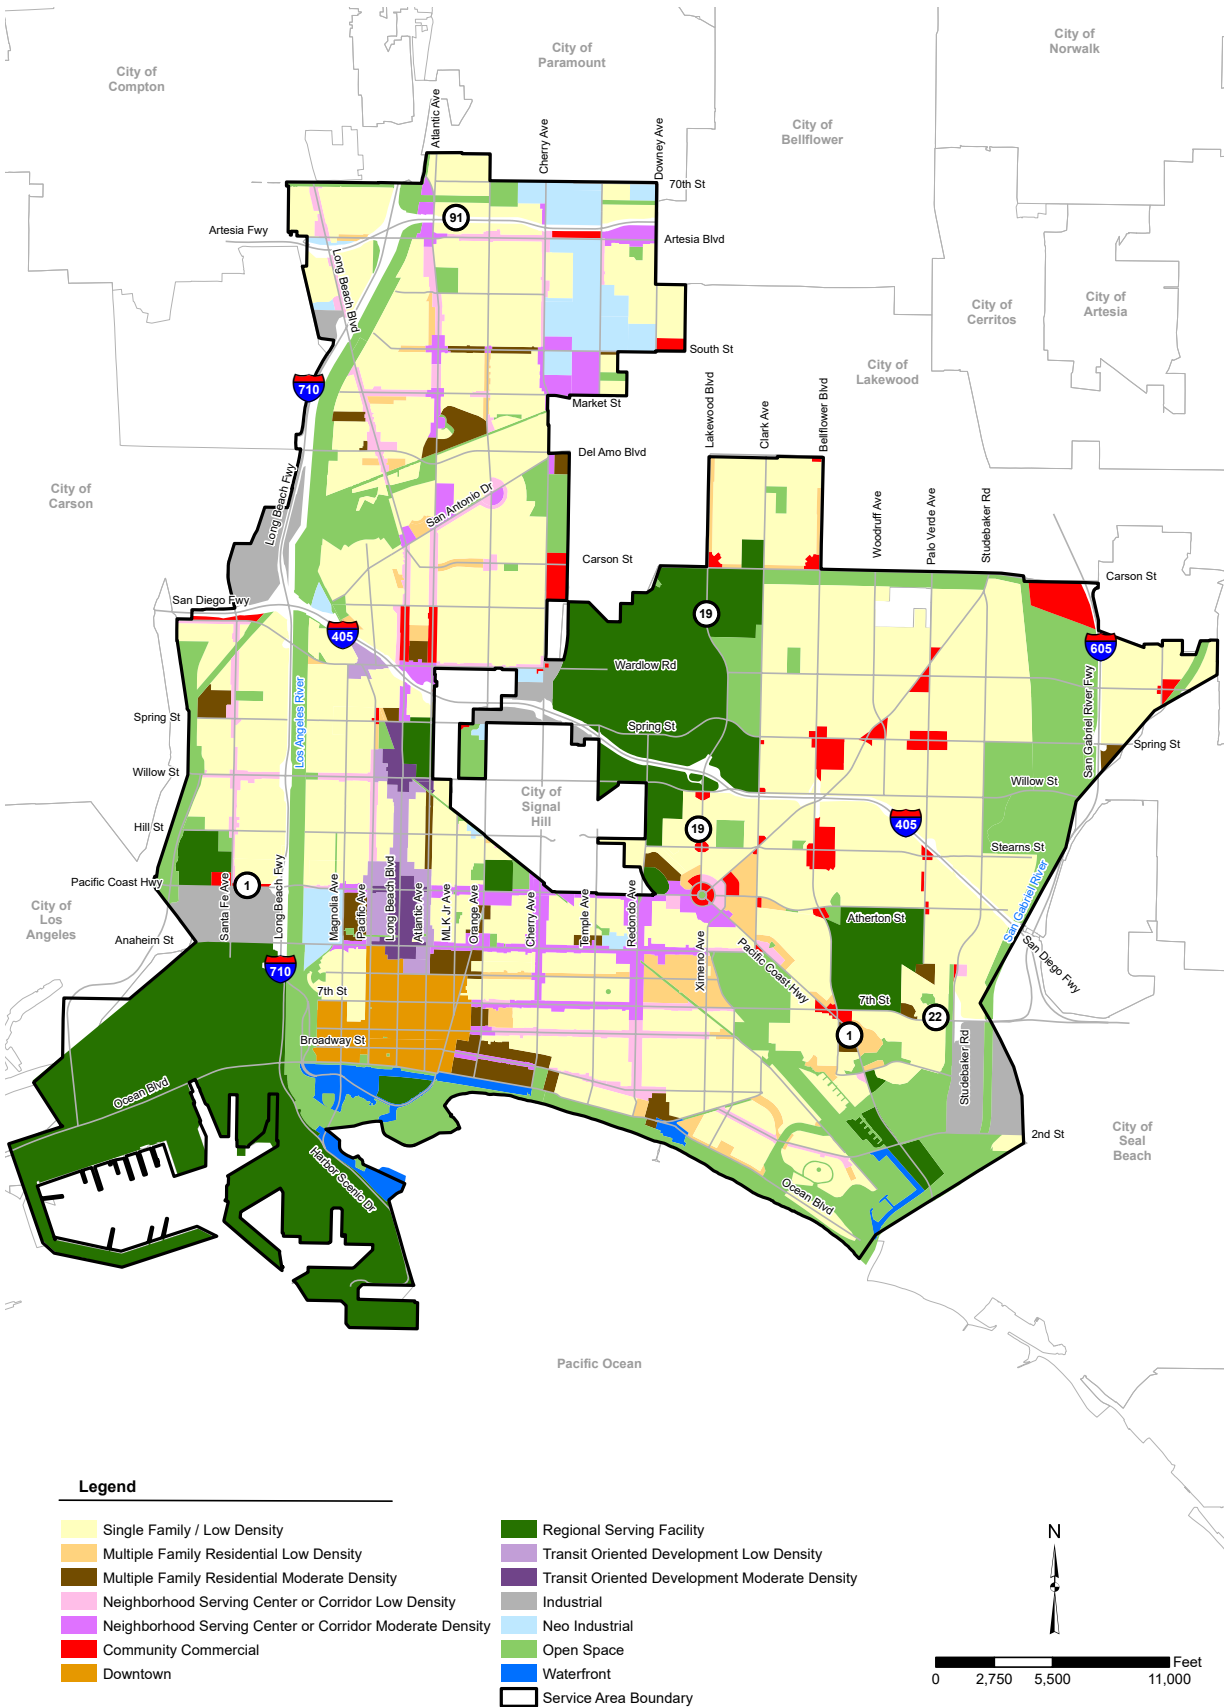 City of
Compton
City of
Paramount
City of
Norwalk
City of
Bellflower
Atlantic Ave
Cherry Ave
Downey Ave
70th St
91
Artesia Fwy
Artesia Blvd
Long Beach Blvd
City of
Cerritos
City of
Artesia
South St
City of
Lakewood
710
Market St
Lakewood Blvd
Clark Ave
Bellflower Blvd
Del Amo Blvd
City of
Carson
Long Beach Fwy
San Antonio Dr
Woodruff Ave
Palo Verde Ave
Studebaker Rd
Carson St
Carson St
San Diego Fwy
19
405
605
Wardlow Rd
Los Angeles River
San Gabriel River Fwy
Spring St
Spring St
Spring St
Willow St
Willow St
City of
Signal
Hill
Hill St
19
405
Stearns St
Pacific Coast Hwy
1
Santa Fe Ave
Long Beach Fwy
Magnolia Ave
Pacific Ave
Long Beach Blvd
Atlantic Ave
MLK Jr Ave
Orange Ave
Cherry Ave
Temple Ave
Redondo Ave
Ximeno Ave
San Gabriel River
City of
Los
Angeles
Atherton St
Anaheim St
Pacific Coast Hwy
San Diego Fwy
710
7th St
7th St
22
1
Broadway St
Studebaker Rd
Ocean Blvd
2nd St
City of
Seal
Beach
Harbor Scenic Dr
Ocean Blvd
Pacific Ocean
Legend
Single Family / Low Density
Multiple Family Residential Low Density
Multiple Family Residential Moderate Density
Neighborhood Serving Center or Corridor Low Density
Neighborhood Serving Center or Corridor Moderate Density
Community Commercial
Downtown
Regional Serving Facility
Transit Oriented Development Low Density
Transit Oriented Development Moderate Density
Industrial
Neo Industrial
Open Space
Waterfront
Service Area Boundary
N
Feet
0 2,750 5,500 11,000